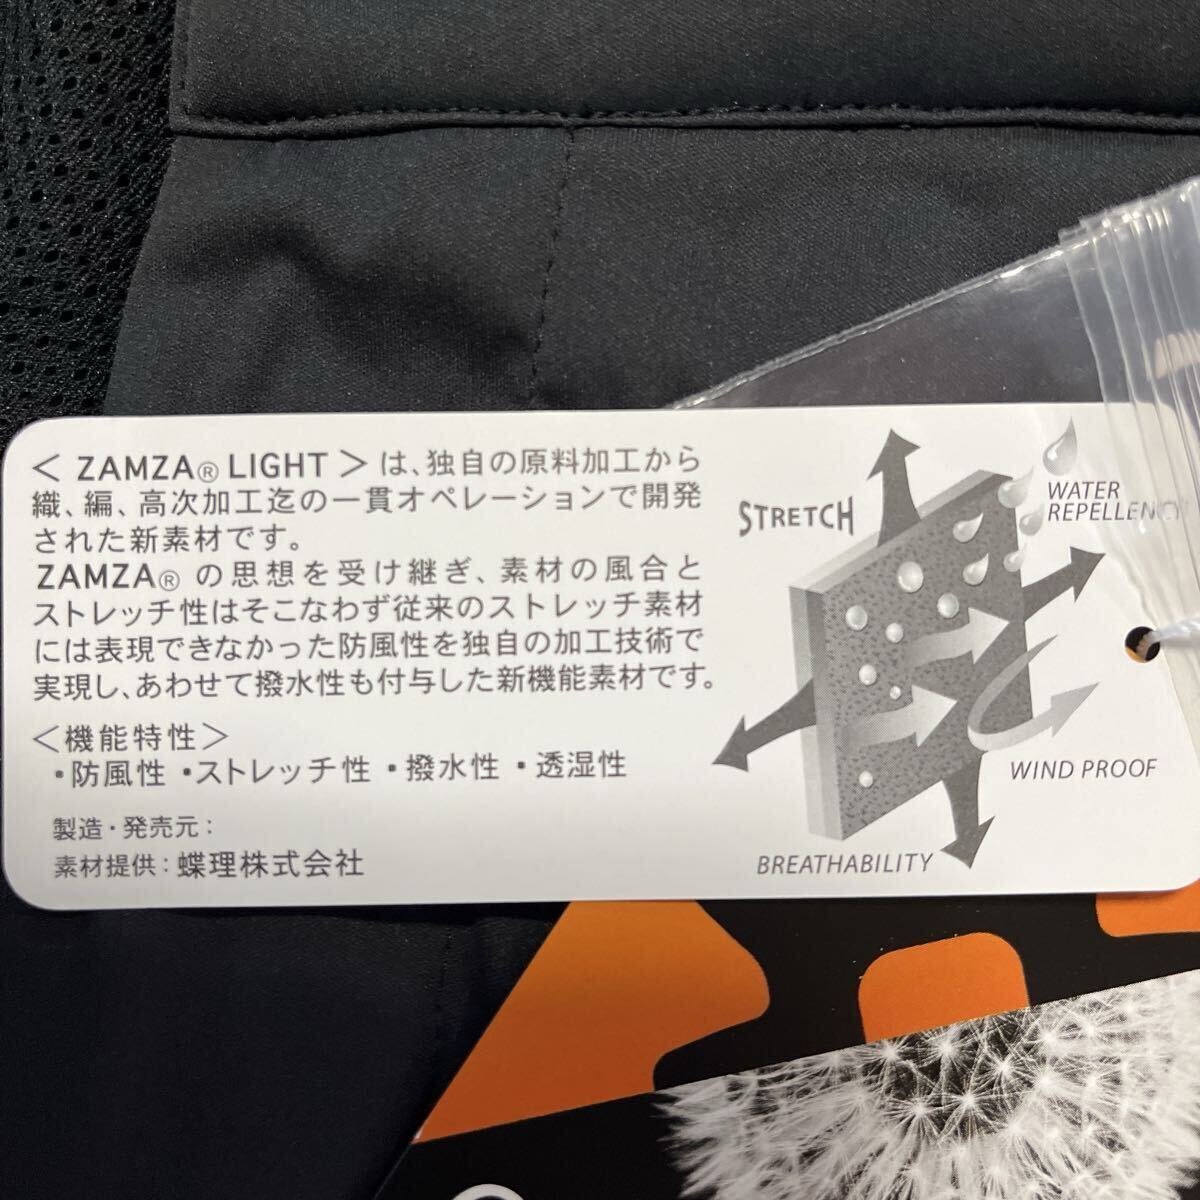 ＜ ZAMZA® LIGHT ＞は、独自の原料加工から
織、編、高次加工迄の一貫オペレーションで開発
された新素材です。
ZAMZA® の思想を受け継ぎ、素材の風合と
ストレッチ性はそこなわず従来のストレッチ素材
には表現できなかった防風性を独自の加工技術で
実現し、あわせて撥水性も付与した新機能素材です。
＜機能特性＞
・防風性 ・ストレッチ性 ・撥水性 ・透湿性
製造・発売元：
素材提供：蝶理株式会社
STRETCH
WATER
REPELLENCY
WIND PROOF
BREATHABILITY